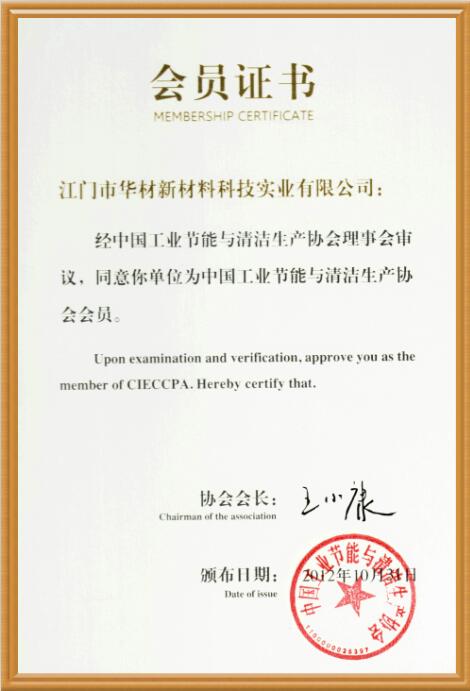 会员证书
MEMBERSHIP CERTIFICATE
江门市华材新材料科技实业有限公司：
经中国工业节能与清洁生产协会理事会审
议，同意你单位为中国工业节能与清洁生产协
会会员。
Upon examination and verification, approve you as the
member of CIECCPA. Hereby certify that.
协会会长：
王小康
Chairman of the association
颁布日期：
2012年10月31日
Date of issue
中国工业节能与清洁生产协会